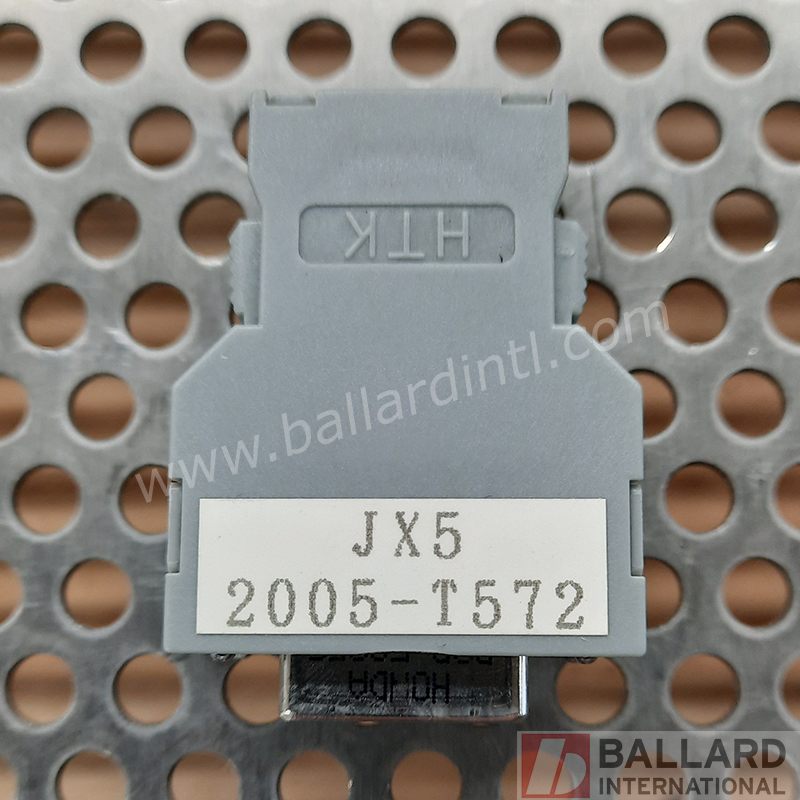 HTK
www.ballardintl.com
JX5
2005-T572
HONDA
BALLARD
INTERNATIONAL